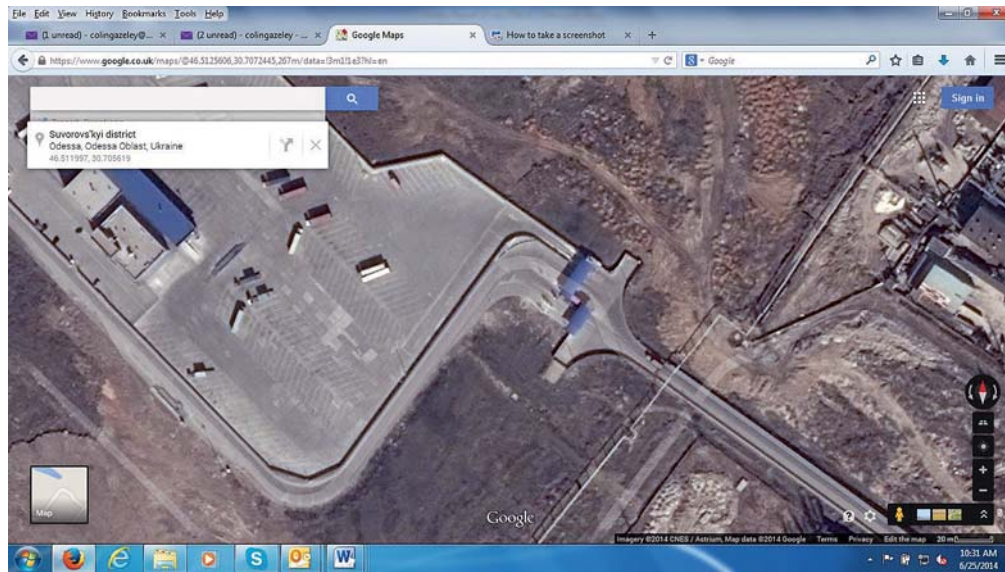 File Edit View History Bookmarks Tools Help
(1 unread) - colingazeley@... × (2 unread) - colingazeley - ... × Google Maps × How to take a screenshot × +
https://www.google.co.uk/maps/@46.5125606,30.7072445,267m/data=!3m1!1e3?hl=en
Google
Sign in
Suvorovs'kyi district
Odessa, Odessa Oblast, Ukraine
46.511997, 30.705619
Map
Google
Imagery ©2014 CNES / Astrium, Map data ©2014 Google Terms Privacy Edit the map 20 m
10:31 AM
6/25/2014